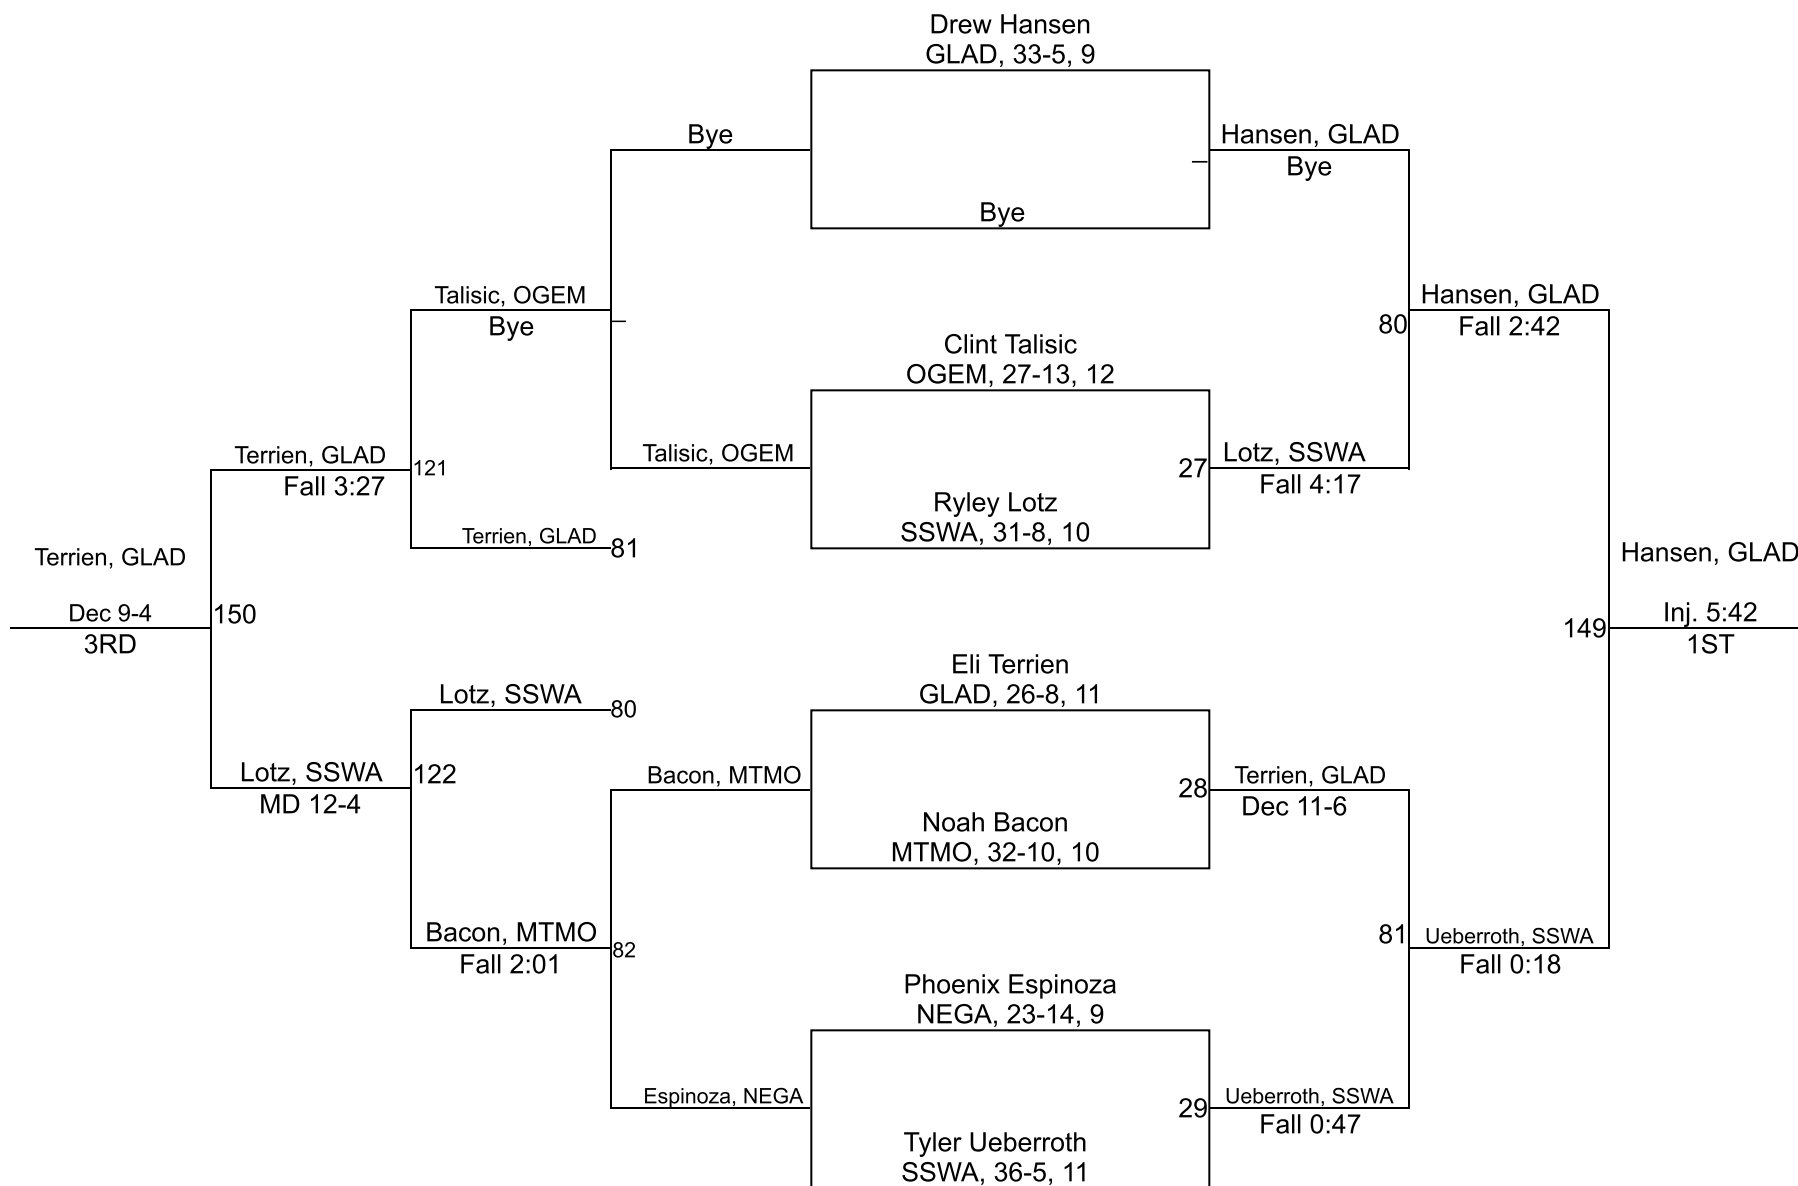 Drew Hansen
GLAD, 33-5, 9
Bye
Hansen, GLAD
Bye
Bye
Talisic, OGEM
Bye
Hansen, GLAD
80
Fall 2:42
Clint Talisic
OGEM, 27-13, 12
Terrien, GLAD
121
Fall 3:27
Talisic, OGEM
27
Lotz, SSWA
Fall 4:17
Ryley Lotz
SSWA, 31-8, 10
Terrien, GLAD
81
Terrien, GLAD
Hansen, GLAD
Dec 9-4
150
3RD
149
Inj. 5:42
1ST
Eli Terrien
GLAD, 26-8, 11
Lotz, SSWA
80
Lotz, SSWA
122
MD 12-4
Bacon, MTMO
28
Terrien, GLAD
Dec 11-6
Noah Bacon
MTMO, 32-10, 10
Bacon, MTMO
82
Fall 2:01
81
Ueberroth, SSWA
Fall 0:18
Phoenix Espinoza
NEGA, 23-14, 9
Espinoza, NEGA
29
Ueberroth, SSWA
Fall 0:47
Tyler Ueberroth
SSWA, 36-5, 11